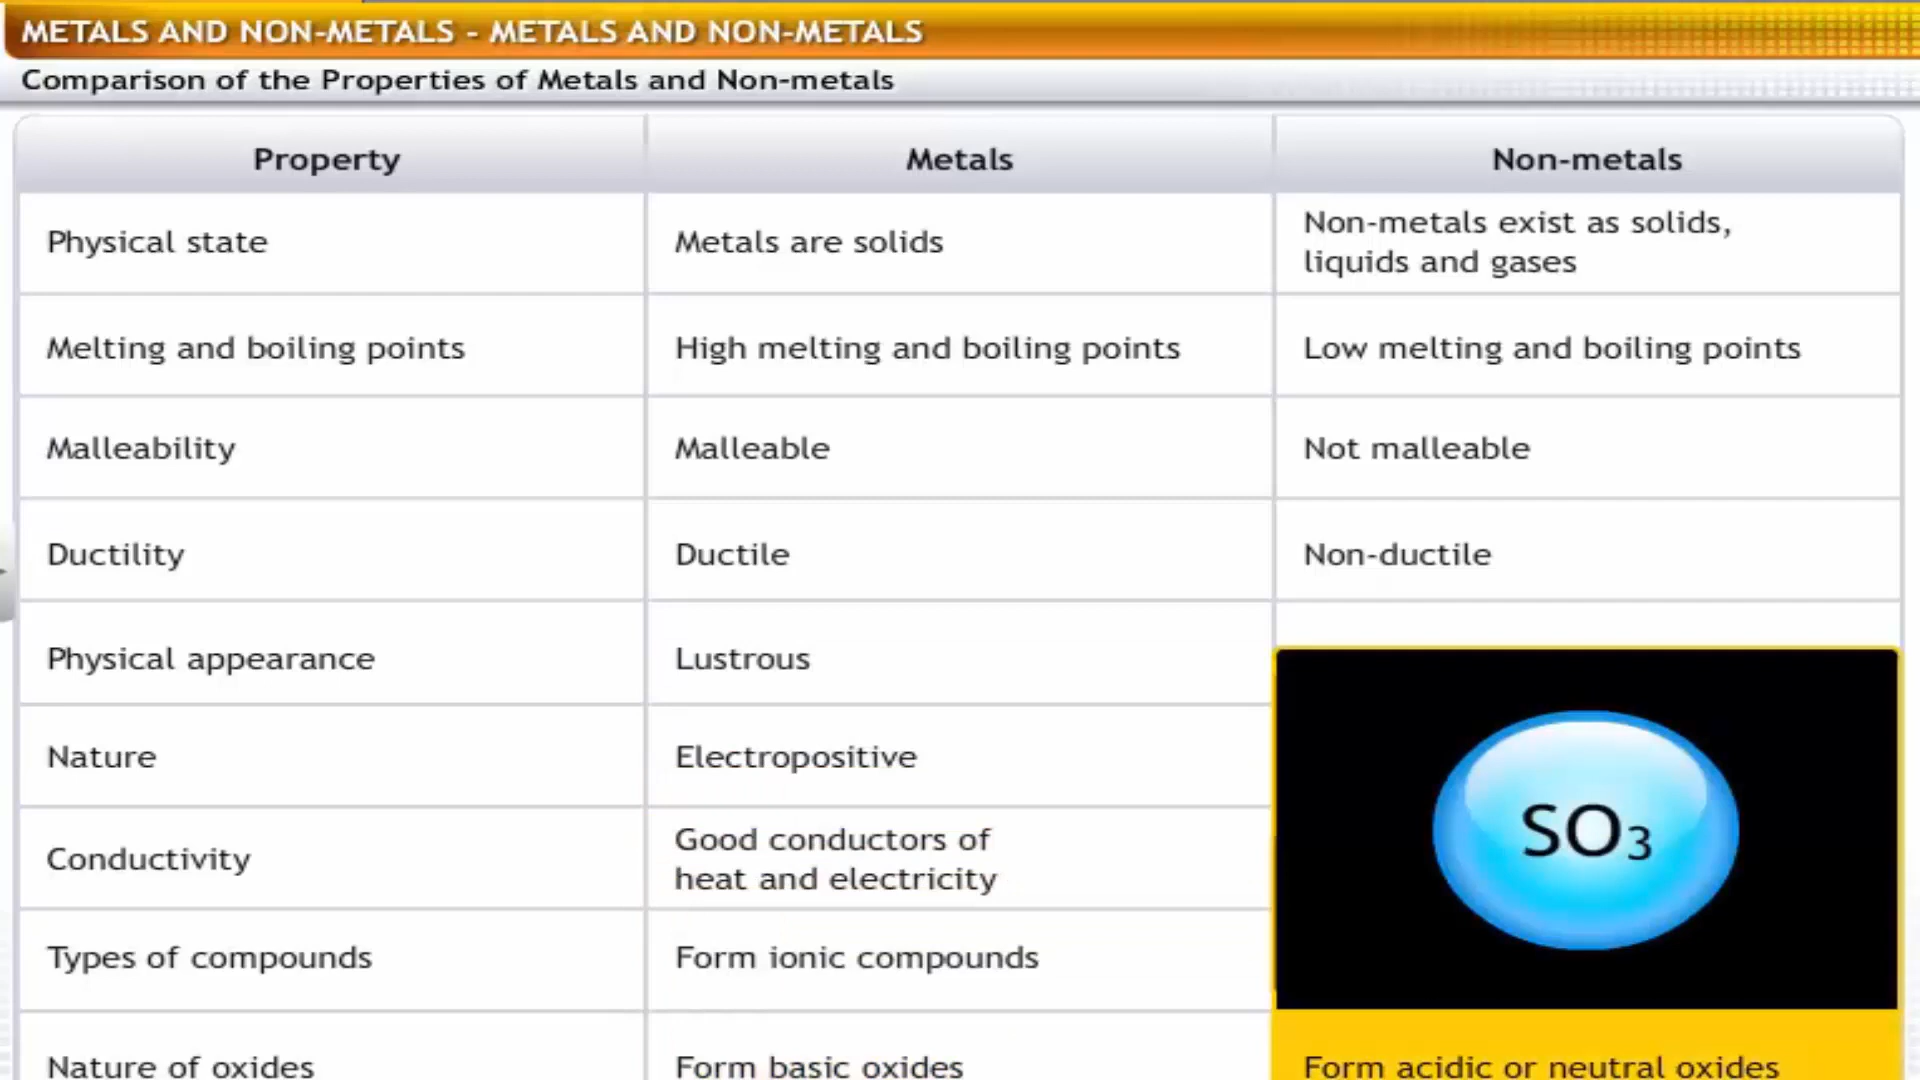 METALS AND NON-METALS - METALS AND NON-METALS
Comparison of the Properties of Metals and Non-metals
Property Metals Non-metals
Physical state Metals are solids Non-metals exist as solids,
liquids and gases
Melting and boiling points High melting and boiling points Low melting and boiling points
Malleability Malleable Not malleable
Ductility Ductile Non-ductile
Physical appearance Lustrous
Nature Electropositive
SO₃
Conductivity Good conductors of
heat and electricity
Types of compounds Form ionic compounds
Nature of oxides Form basic oxides Form acidic or neutral oxides